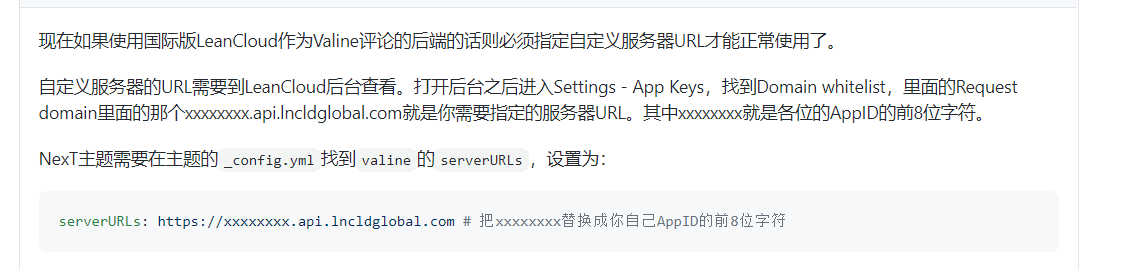 现在如果使用国际版LeanCloud作为Valine评论的后端的话则必须指定自定义服务器URL才能正常使用了。
自定义服务器的URL需要到LeanCloud后台查看。打开后台之后进入Settings - App Keys，找到Domain whitelist，里面的Request
domain里面的那个xxxxxxxx.api.lncldglobal.com就是你需要指定的服务器URL。其中xxxxxxxx就是各位的AppID的前8位字符。
NexT主题需要在主题的 _config.yml 找到 valine 的 serverURLs ，设置为：
serverURLs: https://xxxxxxxx.api.lncldglobal.com # 把xxxxxxxx替换成你自己AppID的前8位字符